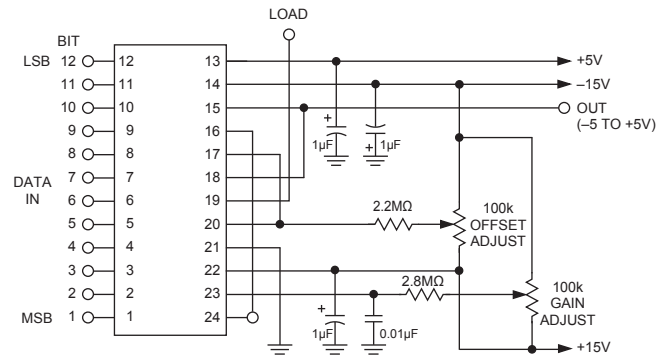 LOAD
BIT
LSB 12 12 13 +5V
11 11 14 –15V
10 10 15 OUT
(–5 TO +5V)
9 9 16
1µF 1µF
8 8 17
DATA
IN
7 7 18
6 6 19
2.2MΩ
5 5 20
100k
OFFSET
ADJUST
4 4 21
3 3 22
2.8MΩ
2 2 23
100k
GAIN
ADJUST
MSB 1 1 24
1µF 0.01µF
+15V